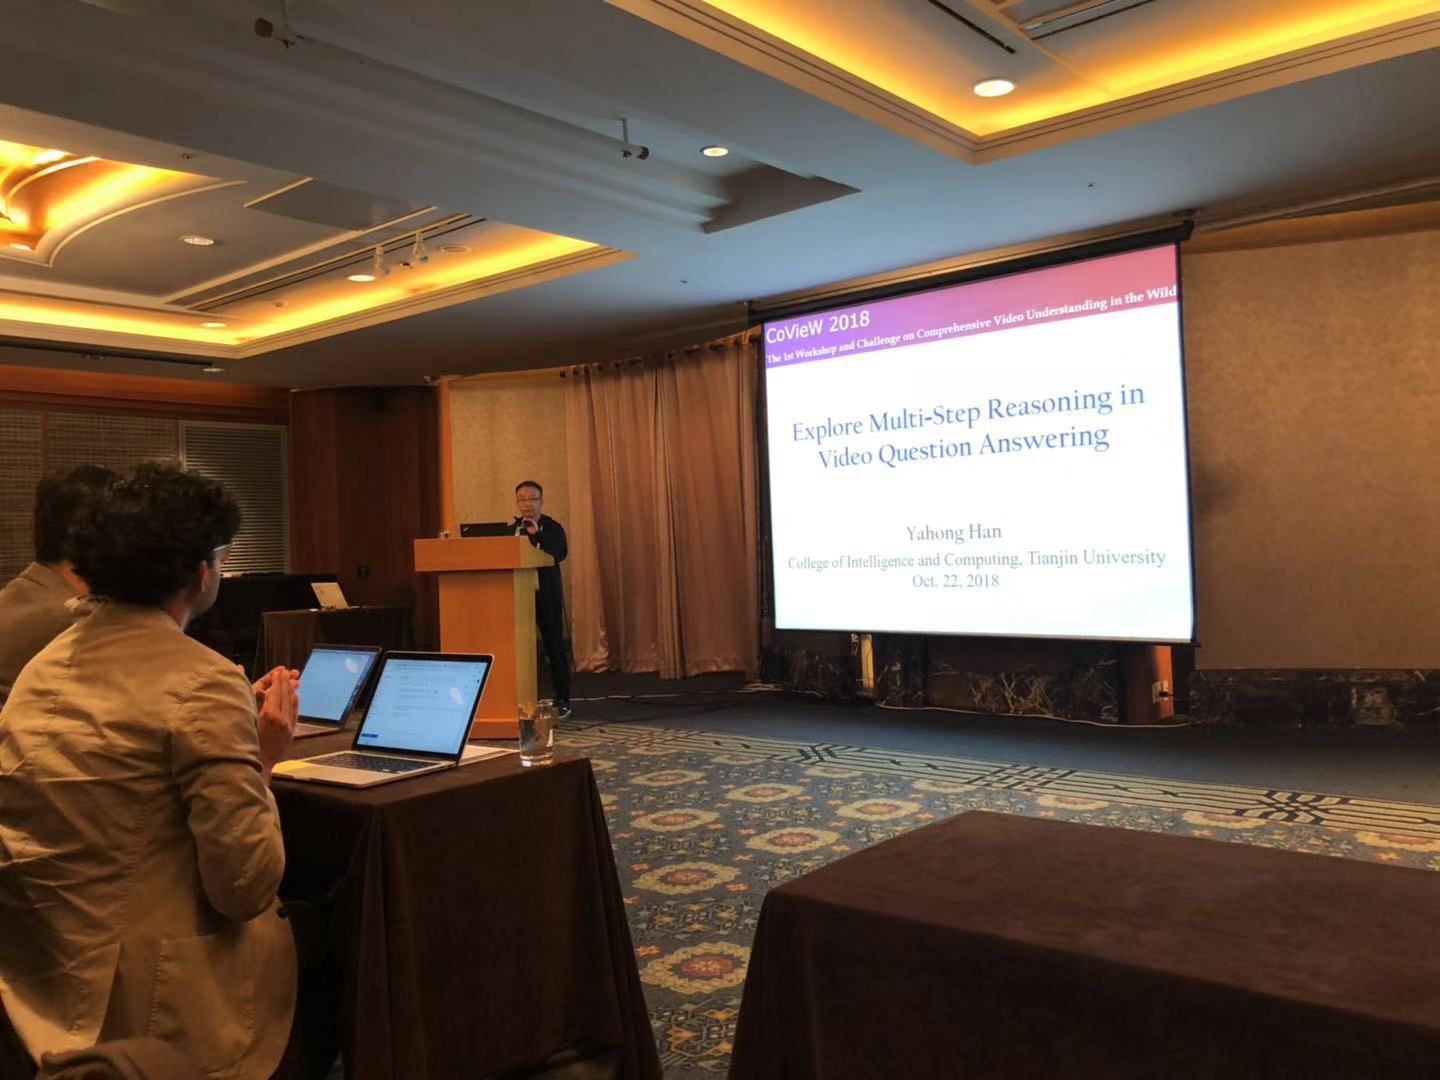 CoVieW 2018
The 1st Workshop and Challenge on Comprehensive Video Understanding in the Wild
Explore Multi-Step Reasoning in
Video Question Answering
Yahong Han
College of Intelligence and Computing, Tianjin University
Oct. 22, 2018